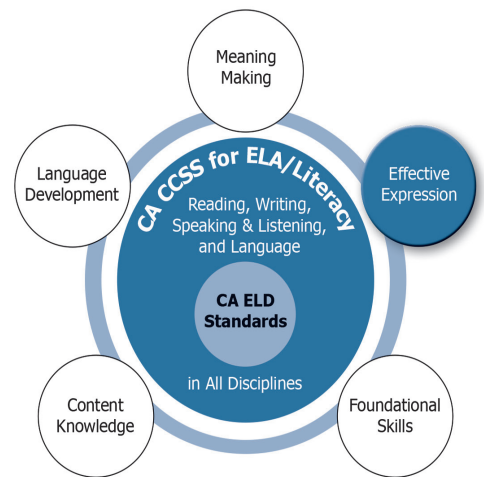 Meaning
Making
Effective
Expression
Language
Development
CA CCSS for ELA/Literacy
Reading, Writing,
Speaking & Listening,
and Language
CA ELD
Standards
in All Disciplines
Content
Knowledge
Foundational
Skills